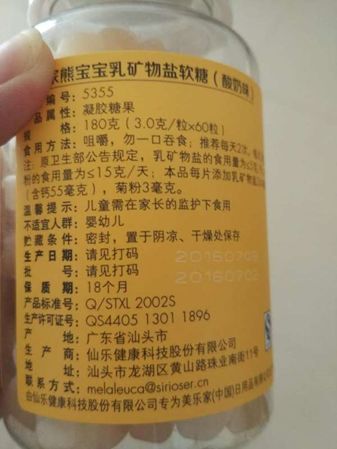 家熊宝宝乳矿物盐软糖（酸奶味）
编号：5355
品属性：凝胶糖果
规格：180克（3.0克/粒×60粒）
食用方法：咀嚼，勿一口吞食；推荐每天2次，每
注：原卫生部公告规定，乳矿物盐的食用量为≤5克/
粉的食用量为≤15克/天；本品每片添加乳矿物盐
（含钙55毫克），菊粉3毫克。
温馨提示：儿童需在家长的监护下食用
不适宜人群：婴幼儿
贮藏条件：密封，置于阴凉、干燥处保存
生产日期：请见打码 20160703
批号：请见打码 20160702
保质期：18个月
产品标准号：Q/STXL 2002S
生产许可证号：QS4405 1301 1896
产地：广东省汕头市
生产商：仙乐健康科技股份有限公司
地址：汕头市龙湖区黄山路珠业南街11号
联系方式：melaleuca@sirioser.cn
由仙乐健康科技股份有限公司专为美乐家(中国)日用品有限